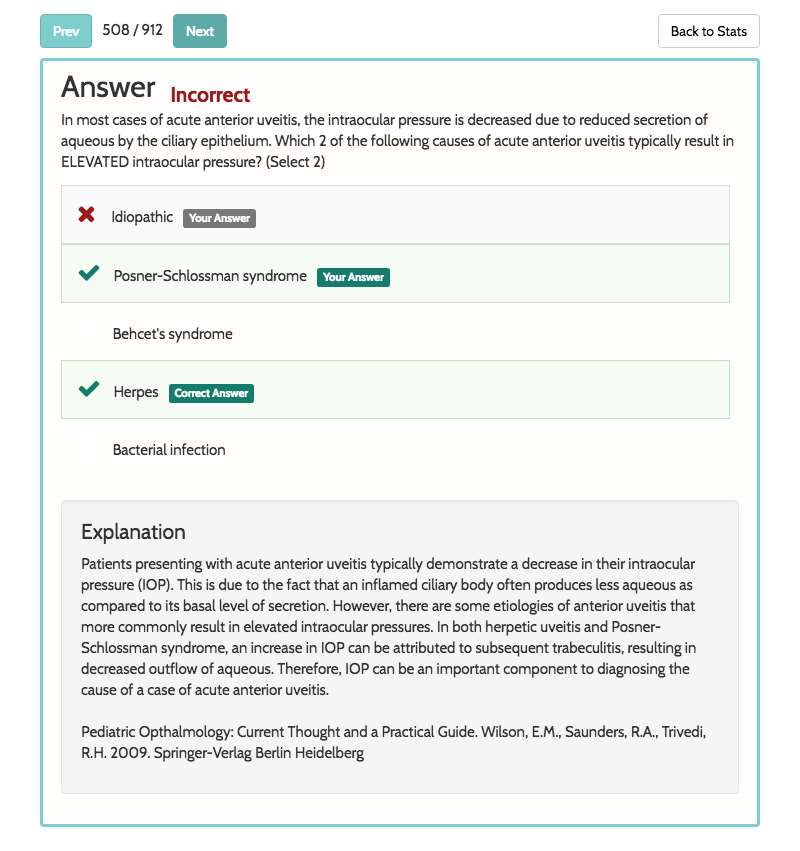 Prev 508 / 912 Next Back to Stats
Answer Incorrect
In most cases of acute anterior uveitis, the intraocular pressure is decreased due to reduced secretion of
aqueous by the ciliary epithelium. Which 2 of the following causes of acute anterior uveitis typically result in
ELEVATED intraocular pressure? (Select 2)
Idiopathic Your Answer
Posner-Schlossman syndrome Your Answer
Behcet's syndrome
Herpes Correct Answer
Bacterial infection
Explanation
Patients presenting with acute anterior uveitis typically demonstrate a decrease in their intraocular
pressure (IOP). This is due to the fact that an inflamed ciliary body often produces less aqueous as
compared to its basal level of secretion. However, there are some etiologies of anterior uveitis that
more commonly result in elevated intraocular pressures. In both herpetic uveitis and Posner-
Schlossman syndrome, an increase in IOP can be attributed to subsequent trabeculitis, resulting in
decreased outflow of aqueous. Therefore, IOP can be an important component to diagnosing the
cause of a case of acute anterior uveitis.
Pediatric Opthalmology: Current Thought and a Practical Guide. Wilson, E.M., Saunders, R.A., Trivedi,
R.H. 2009. Springer-Verlag Berlin Heidelberg